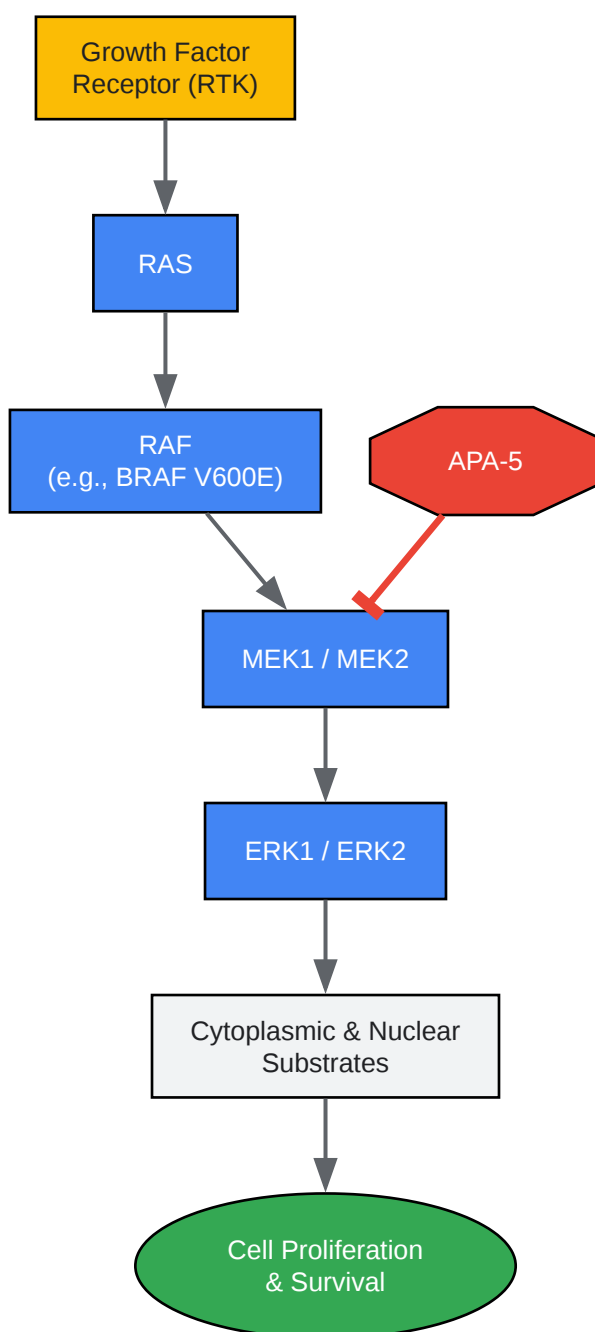 Growth Factor
Receptor (RTK)
RAS
RAF
(e.g., BRAF V600E)
APA-5
MEK1 / MEK2
ERK1 / ERK2
Cytoplasmic & Nuclear
Substrates
Cell Proliferation
& Survival